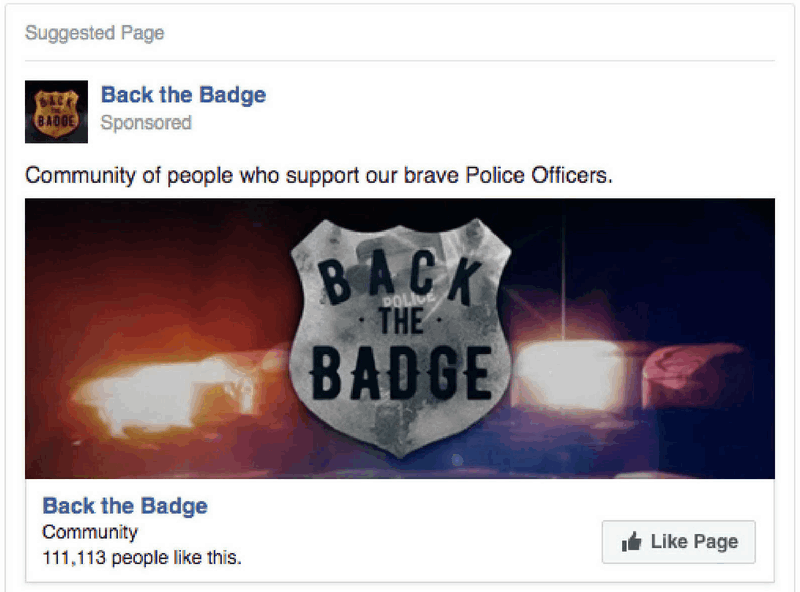 Suggested Page
BACK
THE
BADGE
Back the Badge
Sponsored
Community of people who support our brave Police Officers.
BACK
POLICE
· THE ·
BADGE
Back the Badge
Community
111,113 people like this.
Like Page